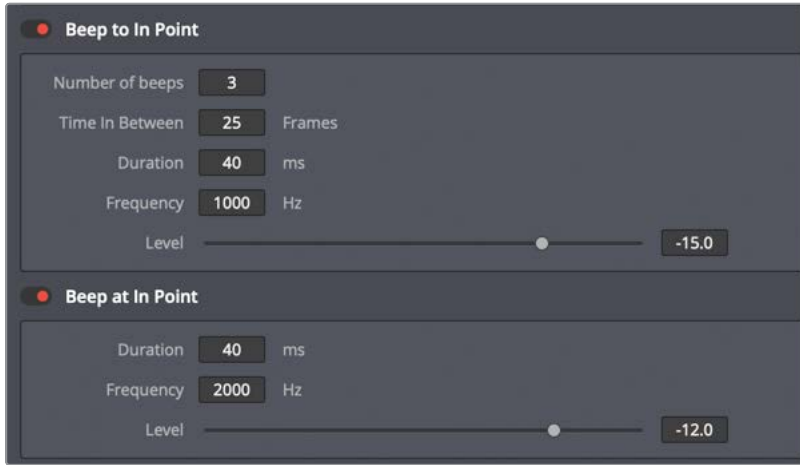 Beep to In Point
Number of beeps 3
Time In Between 25 Frames
Duration 40 ms
Frequency 1000 Hz
Level -15.0
Beep at In Point
Duration 40 ms
Frequency 2000 Hz
Level -12.0